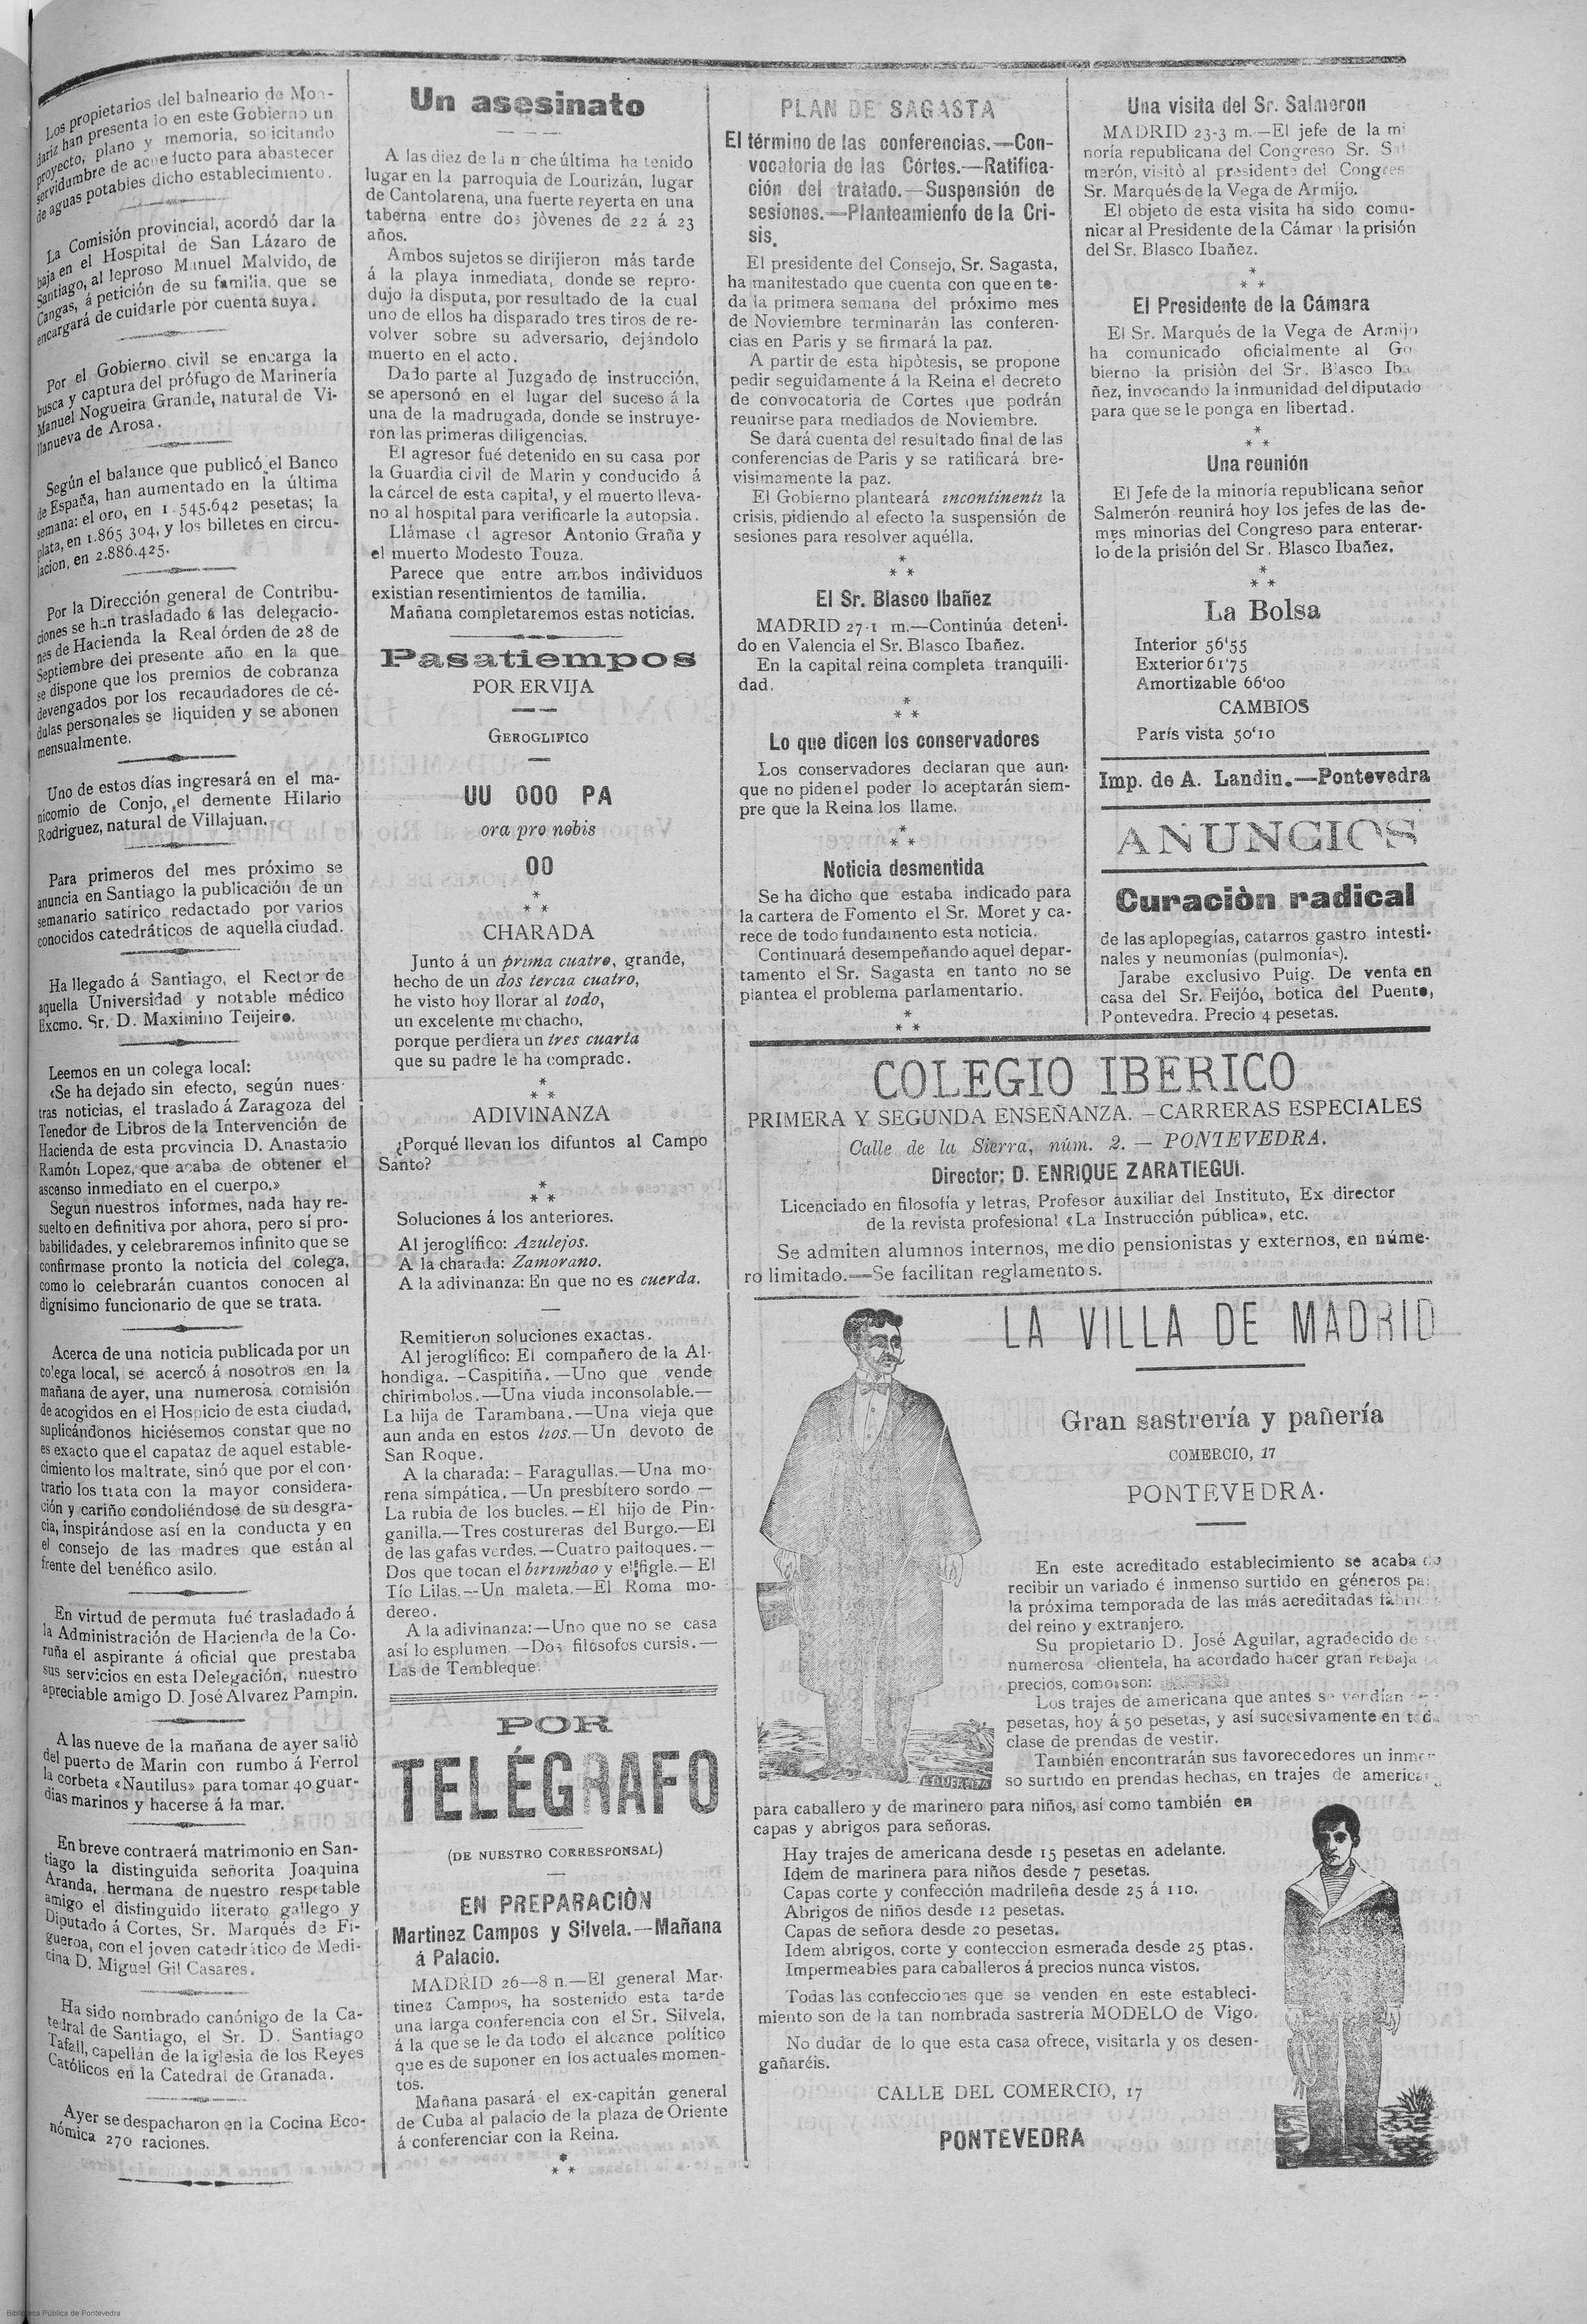 Los propietarios del balneario de Mon-
dariz han presentado en este Gobierno un
proyecto, plano y memoria, solicitando
servidumbre de acueducto para abastecer
de aguas potables dicho establecimiento.
La Comisión provincial, acordó dar la
baja en el Hospital de San Lázaro de
Santiago, al leproso Manuel Malvido, de
Cangas, á petición de su familia, que se
encargará de cuidarle por cuenta suya.
Por el Gobierno civil se encarga la
busca y captura del prófugo de Marinería
Manuel Nogueira Grande, natural de Vi-
llanueva de Arosa.
Según el balance que publicó el Banco
de España, han aumentado en la última
semana: el oro, en 1.545.642 pesetas; la
plata, en 1.865 304, y los billetes en circu-
lacion, en 2.886.425.
Por la Dirección general de Contribu-
ciones se han trasladado á las delegacio-
nes de Hacienda la Real órden de 28 de
Septiembre dei presente año en la que
se dispone que los premios de cobranza
devengados por los recaudadores de cé-
dulas personales se liquiden y se abonen
mensualmente.
Uno de estos días ingresará en el ma-
nicomio de Conjo, el demente Hilario
Rodriguez, natural de Villajuan.
Para primeros del mes próximo se
anuncia en Santiago la publicación de un
semanario satírico redactado por varios
conocidos catedráticos de aquella ciudad.
Ha llegado á Santiago, el Rector de
aquella Universidad y notable médico
Excmo. Sr. D. Maximino Teijeiro.
Leemos en un colega local:
«Se ha dejado sin efecto, según nues-
tras noticias, el traslado á Zaragoza del
Tenedor de Libros de la Intervención de
Hacienda de esta provincia D. Anastasio
Ramón Lopez, que acaba de obtener el
ascenso inmediato en el cuerpo.»
Segun nuestros informes, nada hay re-
suelto en definitiva por ahora, pero sí pro-
babilidades, y celebraremos infinito que se
confirmase pronto la noticia del colega,
como lo celebrarán cuantos conocen al
dignísimo funcionario de que se trata.
Acerca de una noticia publicada por un
colega local, se acercó á nosotros en la
mañana de ayer, una numerosa comisión
de acogidos en el Hospicio de esta ciudad,
suplicándonos hiciésemos constar que no
es exacto que el capataz de aquel estable-
cimiento los maltrate, sinó que por el con-
trario los trata con la mayor considera-
ción y cariño condoliéndose de su desgra-
cia, inspirándose así en la conducta y en
el consejo de las madres que están al
frente del benéfico asilo.
En virtud de permuta fué trasladado á
la Administración de Hacienda de la Co-
ruña el aspirante á oficial que prestaba
sus servicios en esta Delegación, nuestro
apreciable amigo D. José Alvarez Pampin.
A las nueve de la mañana de ayer salió
del puerto de Marin con rumbo á Ferrol
la corbeta «Nautilus» para tomar 40 guar-
dias marinos y hacerse á la mar.
En breve contraerá matrimonio en San-
tiago la distinguida señorita Joaquina
Aranda, hermana de nuestro respetable
amigo el distinguido literato gallego y
Diputado á Cortes, Sr. Marqués de Fi-
gueroa, con el joven catedrático de Medi-
cina D. Miguel Gil Casares.
Ha sido nombrado canónigo de la Ca-
tedral de Santiago, el Sr. D. Santiago
Tafall, capellán de la iglesia de los Reyes
Católicos en la Catedral de Granada.
Ayer se despacharon en la Cocina Eco-
nómica 270 raciones.
Un asesinato
A las diez de la noche última ha tenido
lugar en la parroquia de Lourizán, lugar
de Cantolarena, una fuerte reyerta en una
taberna entre dos jòvenes de 22 á 23
años.
Ambos sujetos se dirijieron más tarde
á la playa inmediata, donde se repro-
dujo la disputa, por resultado de la cual
uno de ellos ha disparado tres tiros de re-
volver sobre su adversario, dejándolo
muerto en el acto.
Dado parte al Juzgado de instrucción,
se apersonó en el lugar del suceso á la
una de la madrugada, donde se instruye-
ron las primeras diligencias.
El agresor fué detenido en su casa por
la Guardia civil de Marin y conducido á
la cárcel de esta capital, y el muerto lleva-
no al hospital para verificarle la autopsia.
Llámase el agresor Antonio Graña y
el muerto Modesto Touza.
Parece que entre ambos individuos
existian resentimientos de familia.
Mañana completaremos estas noticias.
Pasatiempos
POR ERVIJA
GEROGLIFICO
UU 000 PA
ora pro nobis
00
*
* *
CHARADA
Junto á un prima cuatro, grande,
hecho de un dos tercia cuatro,
he visto hoy llorar al todo,
un excelente muchacho,
porque perdiera un tres cuarta
que su padre le ha comprado.
*
* *
ADIVINANZA
¿Porqué llevan los difuntos al Campo
Santo?
*
* *
Soluciones á los anteriores.
Al jeroglífico: Azulejos.
A la charada: Zamorano.
A la adivinanza: En que no es cuerda.
Remitieron soluciones exactas.
Al jeroglífico: El compañero de la Al-
hondiga.—Caspitiña.—Uno que vende
chirimbolos.—Una viuda inconsolable.—
La hija de Tarambana.—Una vieja que
aun anda en estos líos.—Un devoto de
San Roque.
A la charada:—Faragullas.—Una mo-
rena símpática.—Un presbítero sordo—
La rubia de los bucles.—El hijo de Pin-
ganilla.—Tres costureras del Burgo.—El
de las gafas verdes.—Cuatro paitoques.—
Dos que tocan el birimbao y el figle.—El
Tío Lilas.—Un maleta.—El Roma mo-
dereo.
A la adivinanza:—Uno que no se casa
así lo esplumen.—Dos filósofos cursis.—
Las de Tembleque.
POR
TELÉGRAFO
(DE NUESTRO CORRESPONSAL)
EN PREPARACIÒN
Martinez Campos y Silvela.—Mañana
á Palacio.
MADRID 26—8 n.—El general Mar-
tinez Campos, ha sostenido esta tarde
una larga conferencia con el Sr. Silvela,
á la que se le da todo el alcance político
que es de suponer en los actuales momen-
tos.
Mañana pasará el ex-capitán general
de Cuba al palacio de la plaza de Oriente
á conferenciar con la Reina.
*
* *
PLAN DE SAGASTA
El término de las conferencias.—Con-
vocatoria de las Córtes.—Ratifica-
ción del tratado.—Suspensión de
sesiones.—Planteamiento de la Cri-
sis.
El presidente del Consejo, Sr. Sagasta,
ha manifestado que cuenta con que en to-
da la primera semana del próximo mes
de Noviembre terminarán las conferen-
cias en Paris y se firmará la paz.
A partir de esta hipòtesis, se propone
pedir seguidamente á la Reina el decreto
de convocatoria de Cortes que podrán
reunirse para mediados de Noviembre.
Se dará cuenta del resultado final de las
conferencias de Paris y se ratificará bre-
visimamente la paz.
El Gobierno planteará incontinenti la
crisis, pidiendo al efecto la suspensión de
sesiones para resolver aquélla.
*
* *
El Sr. Blasco Ibañez
MADRID 27-1 m.—Continúa deteni-
do en Valencia el Sr. Blasco Ibañez.
En la capital reina completa tranquili-
dad.
*
* *
Lo que dicen los conservadores
Los conservadores declaran que aun-
que no piden el poder lo aceptarán siem-
pre que la Reina los llame.
*
* *
Noticia desmentida
Se ha dicho que estaba indicado para
la cartera de Fomento el Sr. Moret y ca-
rece de todo fundamento esta noticia.
Continuará desempeñando aquel depar-
tamento el Sr. Sagasta en tanto no se
plantea el problema parlamentario.
*
* *
Una visita del Sr. Salmeron
MADRID 23-3 m.—El jefe de la mi
noría republicana del Congreso Sr. Sal
merón, visitò al presidente del Congres
Sr. Marqués de la Vega de Armijo.
El objeto de esta visita ha sido comu-
nicar al Presidente de la Cámara la prisión
del Sr. Blasco Ibañez.
*
* *
El Presidente de la Cámara
El Sr. Marqués de la Vega de Armijo
ha comunicado oficialmente al Go
bierno la prisiòn del Sr. Blasco Iba
ñez, invocando la inmunidad del diputado
para que se le ponga en libertad.
*
* *
Una reunión
El Jefe de la minoría republicana señor
Salmerón reunirá hoy los jefes de las de-
mes minorias del Congreso para enterar-
lo de la prisión del Sr. Blasco Ibañez.
*
* *
La Bolsa
Interior 56'55
Exterior 61'75
Amortizable 66'00
CAMBIOS
París vista 50'10
Imp. de A. Landin.—Pontevedra
ANUNCIOS
Curaciòn radical
de las aplopegías, catarros gastro intesti-
nales y neumonías (pulmonías).
Jarabe exclusivo Puig. De venta en
casa del Sr. Feijóo, botica del Puente,
Pontevedra. Precio 4 pesetas.
COLEGIO IBERICO
PRIMERA Y SEGUNDA ENSEÑANZA.—CARRERAS ESPECIALES
Calle de la Sierra, núm. 2.—PONTEVEDRA.
Director: D. ENRIQUE ZARATIEGUI.
Licenciado en filosofía y letras, Profesor auxiliar del Instituto, Ex director
de la revista profesional «La Instrucción pública», etc.
Se admiten alumnos internos, medio pensionistas y externos, en núme-
ro limitado.—Se facilitan reglamentos.
LA VILLA DE MADRID
Gran sastrería y pañería
COMERCIO, 17
PONTEVEDRA.
En este acreditado establecimiento se acaba de
recibir un variado é inmenso surtido en géneros pa
la próxima temporada de las más acreditadas fàbric
del reino y extranjero.
Su propietario D. José Aguilar, agradecido de s
numerosa clientela, ha acordado hacer gran rebaja
precios, como son:
Los trajes de americana que antes se vendían
pesetas, hoy á 50 pesetas, y así sucesivamente en tod
clase de prendas de vestir.
También encontrarán sus favorecedores un inmen
so surtido en prendas hechas, en trajes de america
para caballero y de marinero para niños, así como también en
capas y abrigos para señoras.
Hay trajes de americana desde 15 pesetas en adelante.
Idem de marinera para niños desde 7 pesetas.
Capas corte y confección madrileña desde 25 á 110.
Abrigos de niños desde 12 pesetas.
Capas de señora desde 20 pesetas.
Idem abrigos, corte y confeccion esmerada desde 25 ptas.
Impermeables para caballeros á precios nunca vistos.
Todas las confecciones que se venden en este estableci-
miento son de la tan nombrada sastrería MODELO de Vigo.
No dudar de lo que esta casa ofrece, visitarla y os desen-
gañaréis.
CALLE DEL COMERCIO, 17
PONTEVEDRA
Biblioteca Pública de Pontevedra